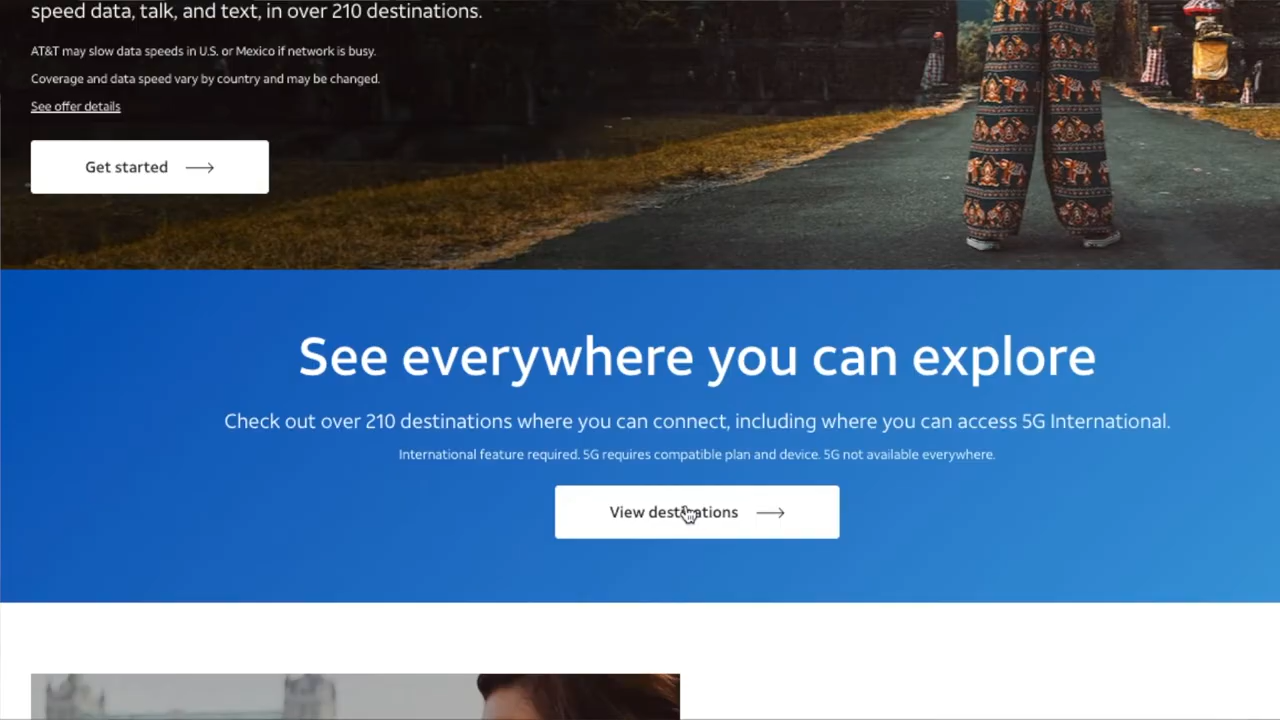 speed data, talk, and text, in over 210 destinations.
AT&T may slow data speeds in U.S. or Mexico if network is busy.
Coverage and data speed vary by country and may be changed.
See offer details
Get started
See everywhere you can explore
Check out over 210 destinations where you can connect, including where you can access 5G International.
International feature required. 5G requires compatible plan and device. 5G not available everywhere.
View destinations